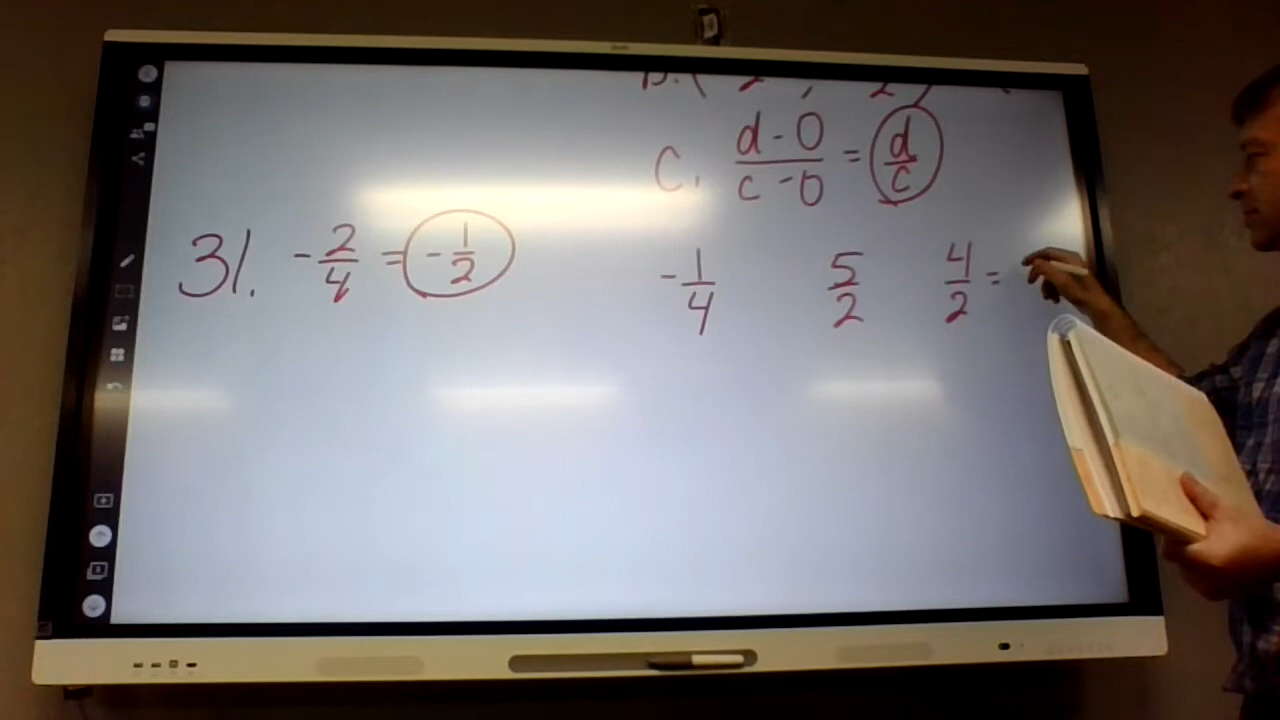 C. d - 0 / c - 0 = d / c
31. - 2/4 = - 1/2
- 1/4 5/2 4/2 =